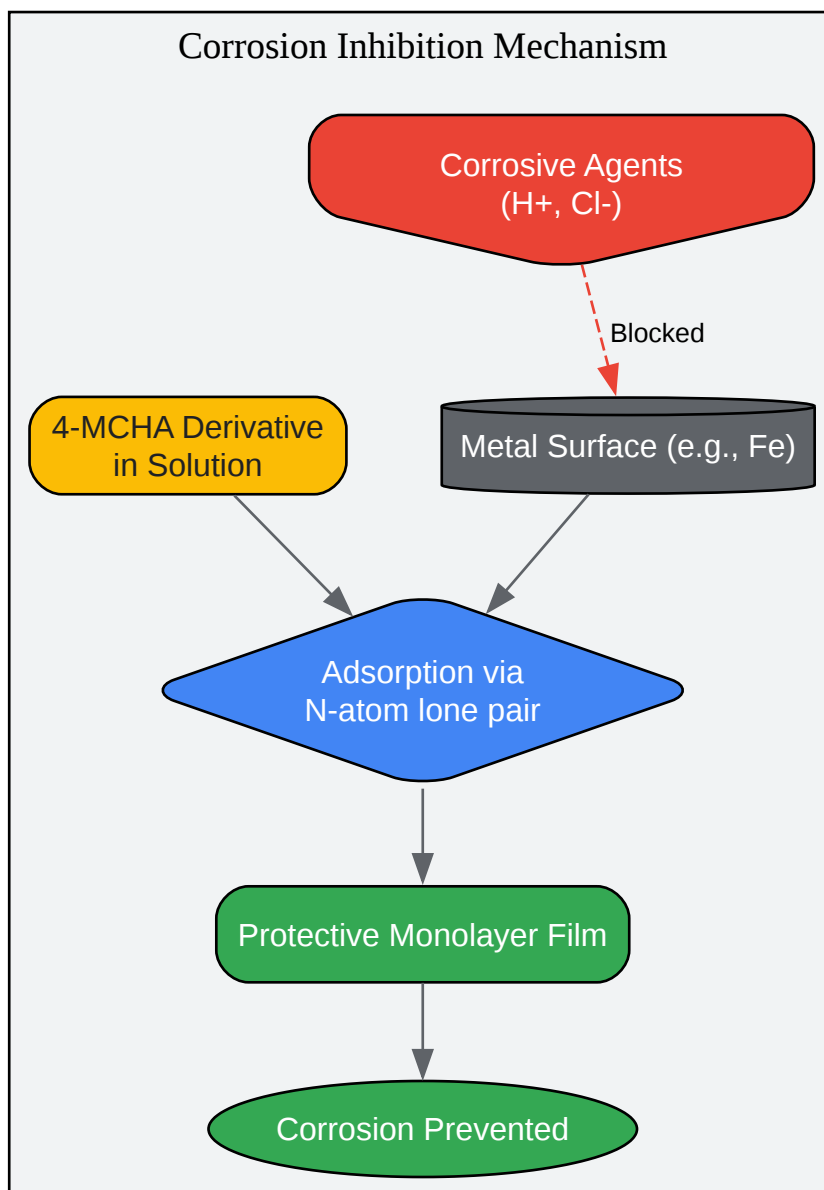 Corrosion Inhibition Mechanism
Corrosive Agents
(H+, Cl-)
Blocked
4-MCHA Derivative
in Solution
Metal Surface (e.g., Fe)
Adsorption via
N-atom lone pair
Protective Monolayer Film
Corrosion Prevented